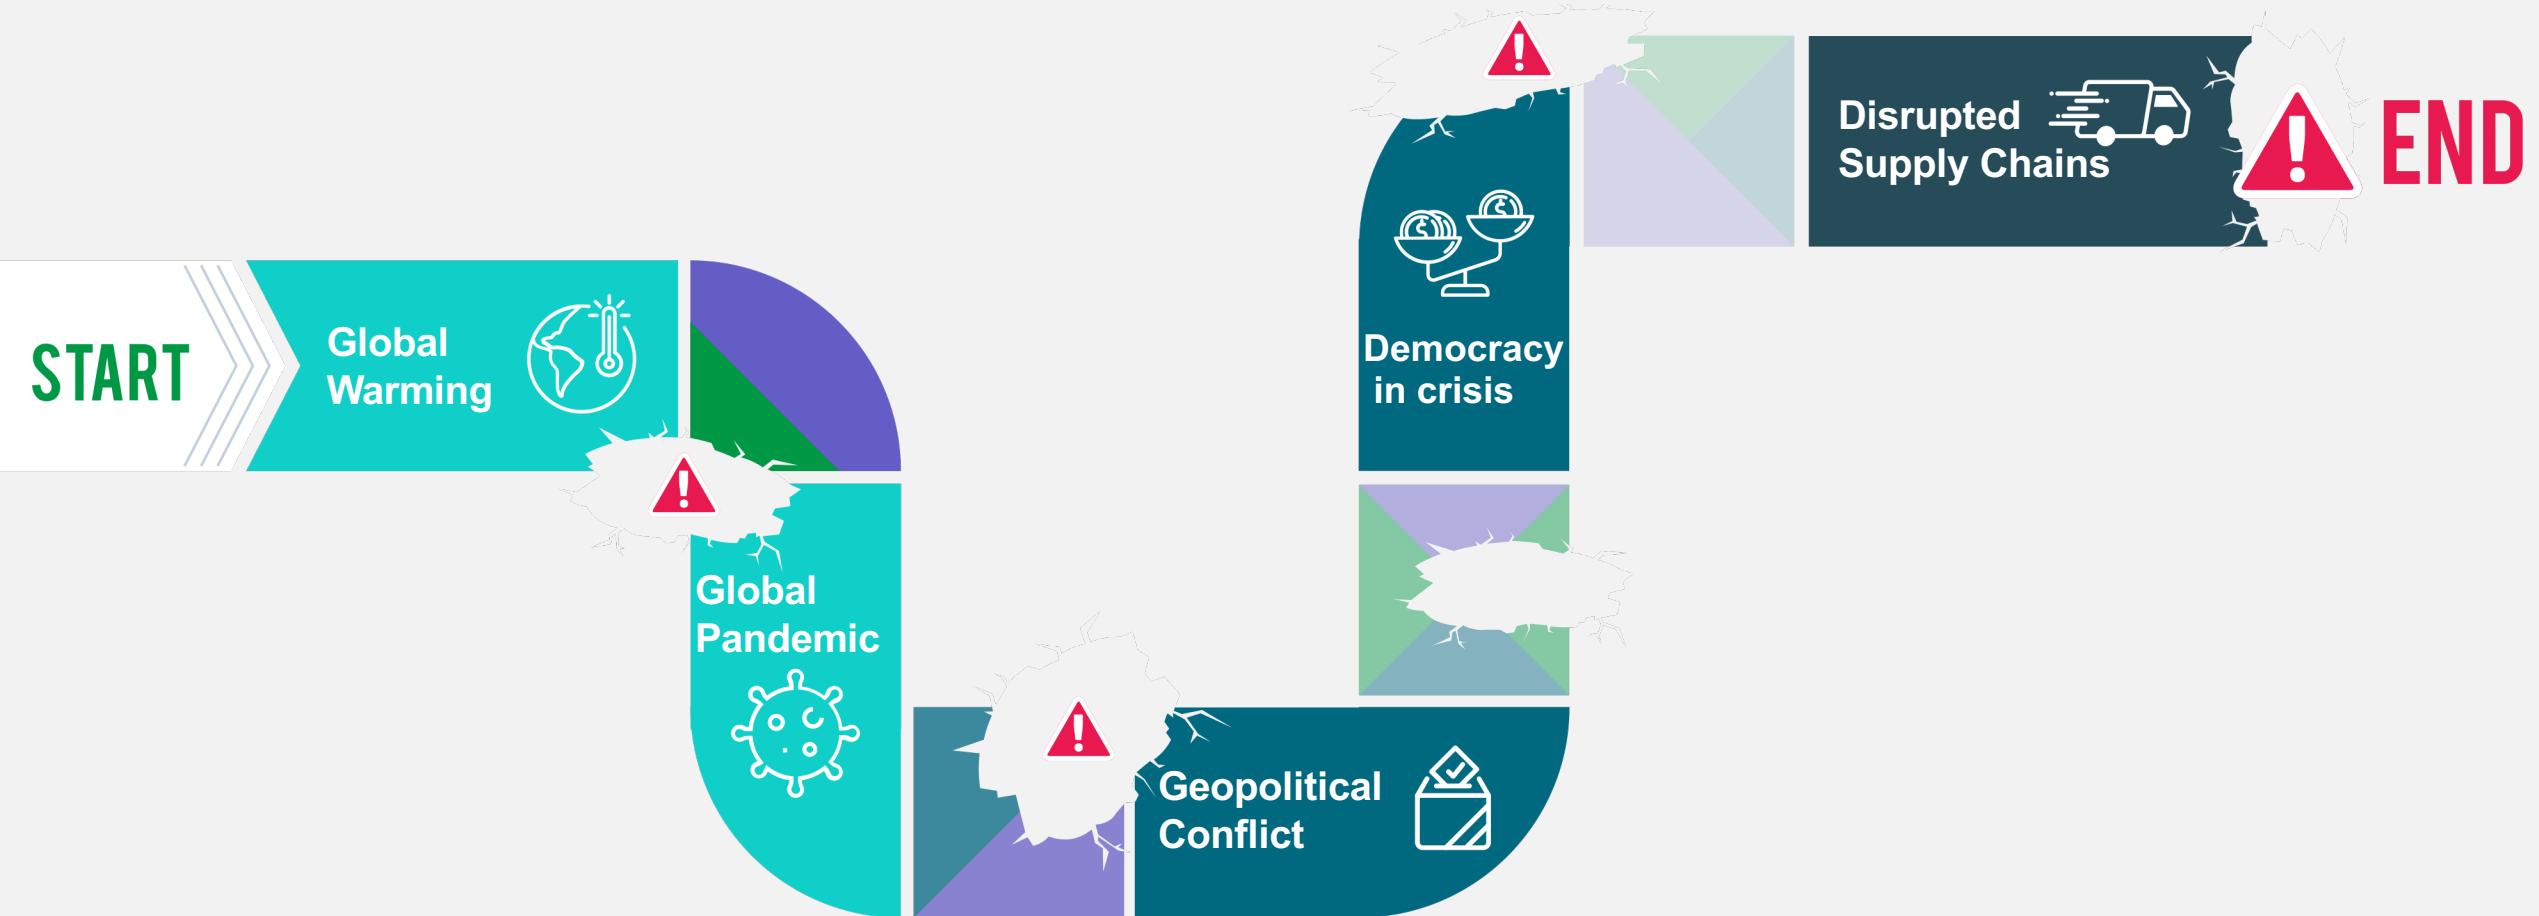 START
Global
Warming
Global
Pandemic
Geopolitical
Conflict
Democracy
in crisis
Disrupted
Supply Chains
END